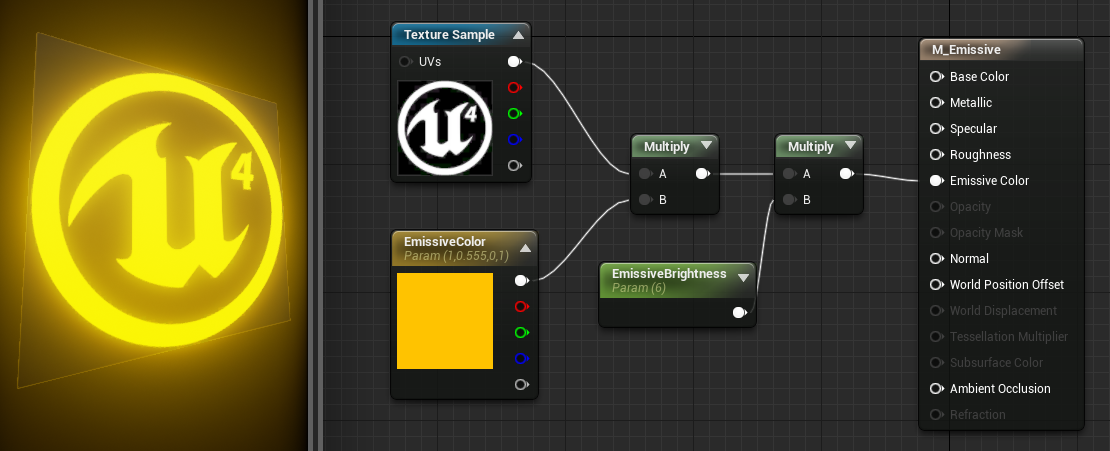 u 4
Texture Sample
UVs
u 4
EmissiveColor
Param (1,0.555,0,1)
Multiply
A
B
EmissiveBrightness
Param (6)
Multiply
A
B
M_Emissive
Base Color
Metallic
Specular
Roughness
Emissive Color
Opacity
Opacity Mask
Normal
World Position Offset
World Displacement
Tessellation Multiplier
Subsurface Color
Ambient Occlusion
Refraction